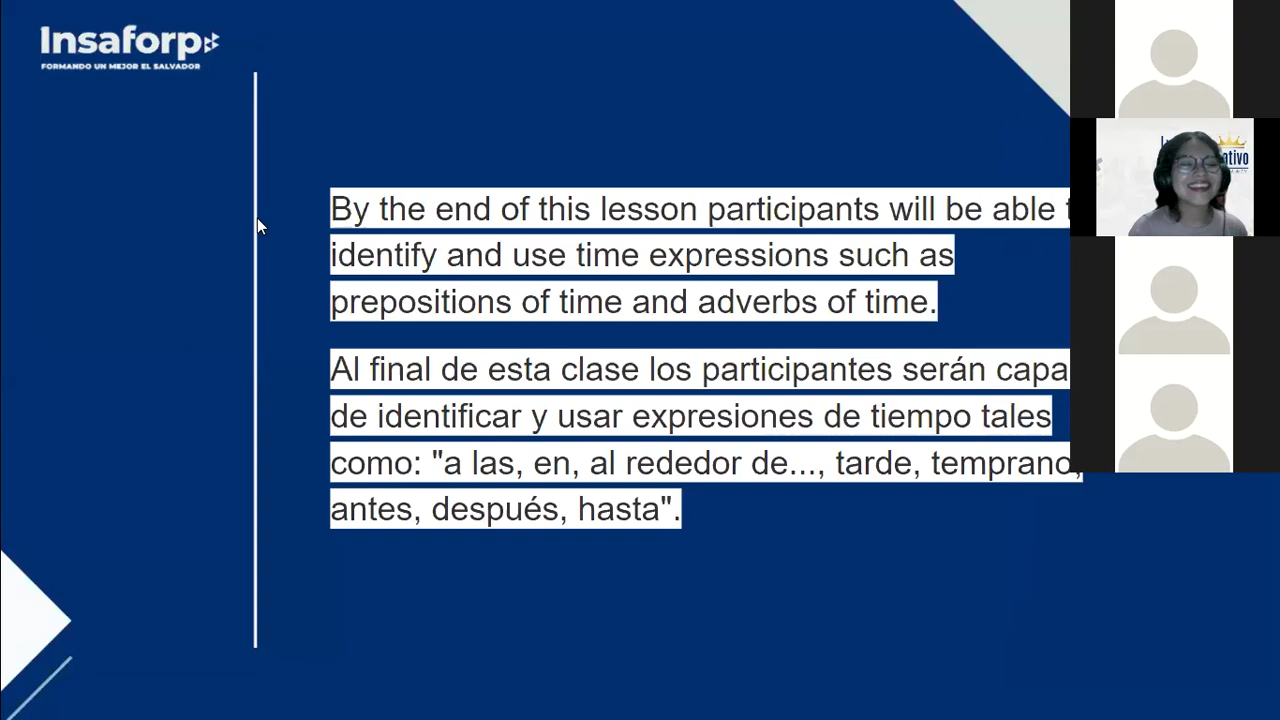 Insaforp
FORMANDO UN MEJOR EL SALVADOR
By the end of this lesson participants will be able
identify and use time expressions such as
prepositions of time and adverbs of time.
Al final de esta clase los participantes serán
de identificar y usar expresiones de tiempo tales
como: "a las, en, al rededor de..., tarde, temprano,
antes, después, hasta".